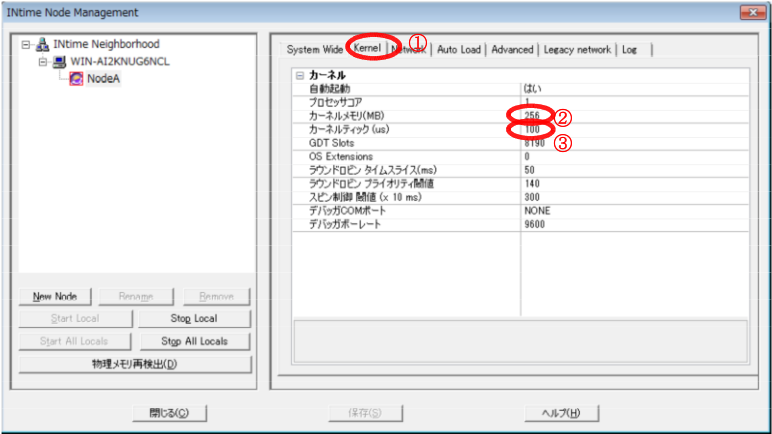 INtime Node Management
INtime Neighborhood
WIN-AI2KNUG6NCL
NodeA
New Node
Rename
Remove
Start Local
Stop Local
Start All Locals
Stop All Locals
物理メモリ再検出(D)
System Wide Kernel Network Auto Load Advanced Legacy network Log
①
カーネル
自動起動 はい
プロセッサコア 1
カーネルメモリ(MB) 256 ②
カーネルティック(us) 100
GDT Slots 8190 ③
OS Extensions 0
ラウンドロビン タイムスライス(ms) 50
ラウンドロビン プライオリティ閾値 140
スピン制御 閾値 (x 10 ms) 300
デバッガCOMポート NONE
デバッガボーレート 9600
閉じる(C)
保存(S)
ヘルプ(H)